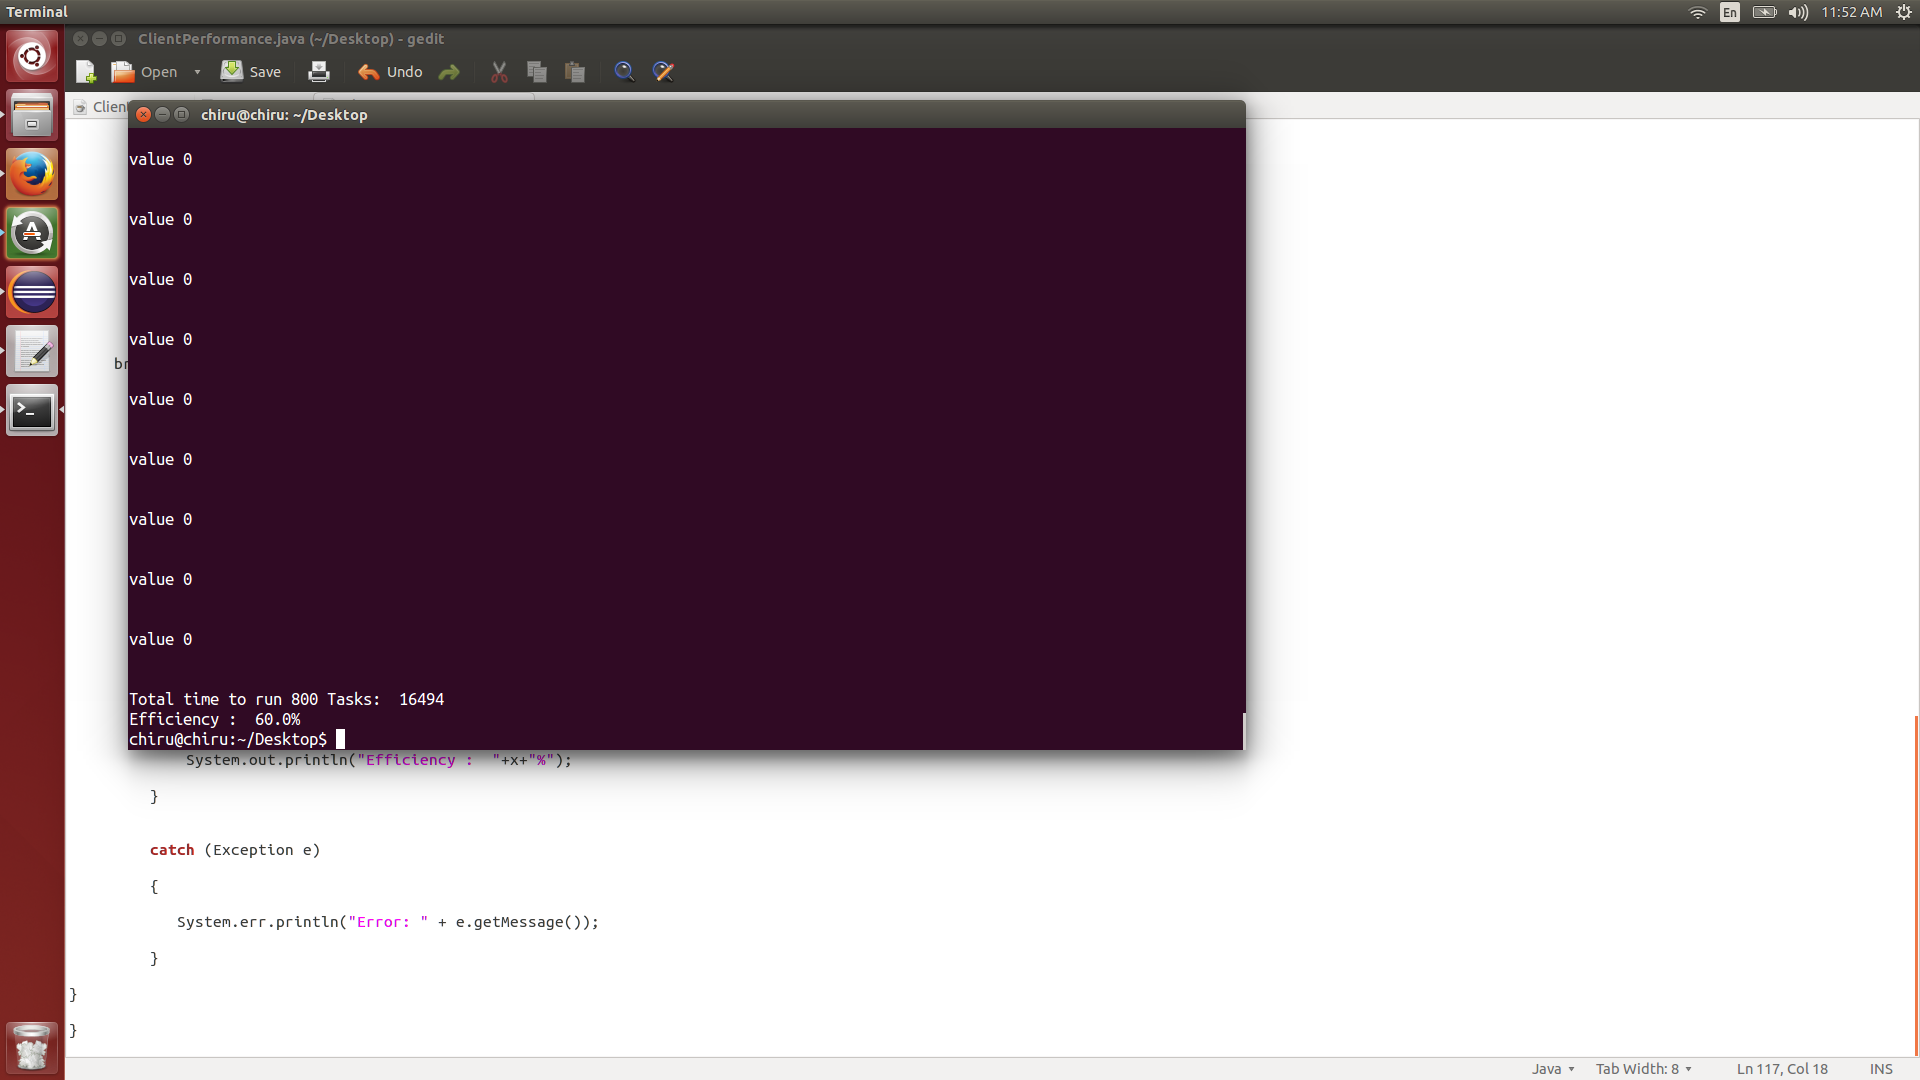 Terminal
En
11:52 AM
ClientPerformance.java (~/Desktop) - gedit
Open
Save
Undo
Clien
chiru@chiru: ~/Desktop
value 0
value 0
value 0
value 0
br
value 0
value 0
value 0
value 0
value 0
Total time to run 800 Tasks:  16494
Efficiency :  60.0%
chiru@chiru:~/Desktop$
System.out.println("Efficiency :  "+x+"%");
}
catch (Exception e)
{
System.err.println("Error: " + e.getMessage());
}
}
}
Java
Tab Width: 8
Ln 117, Col 18
INS